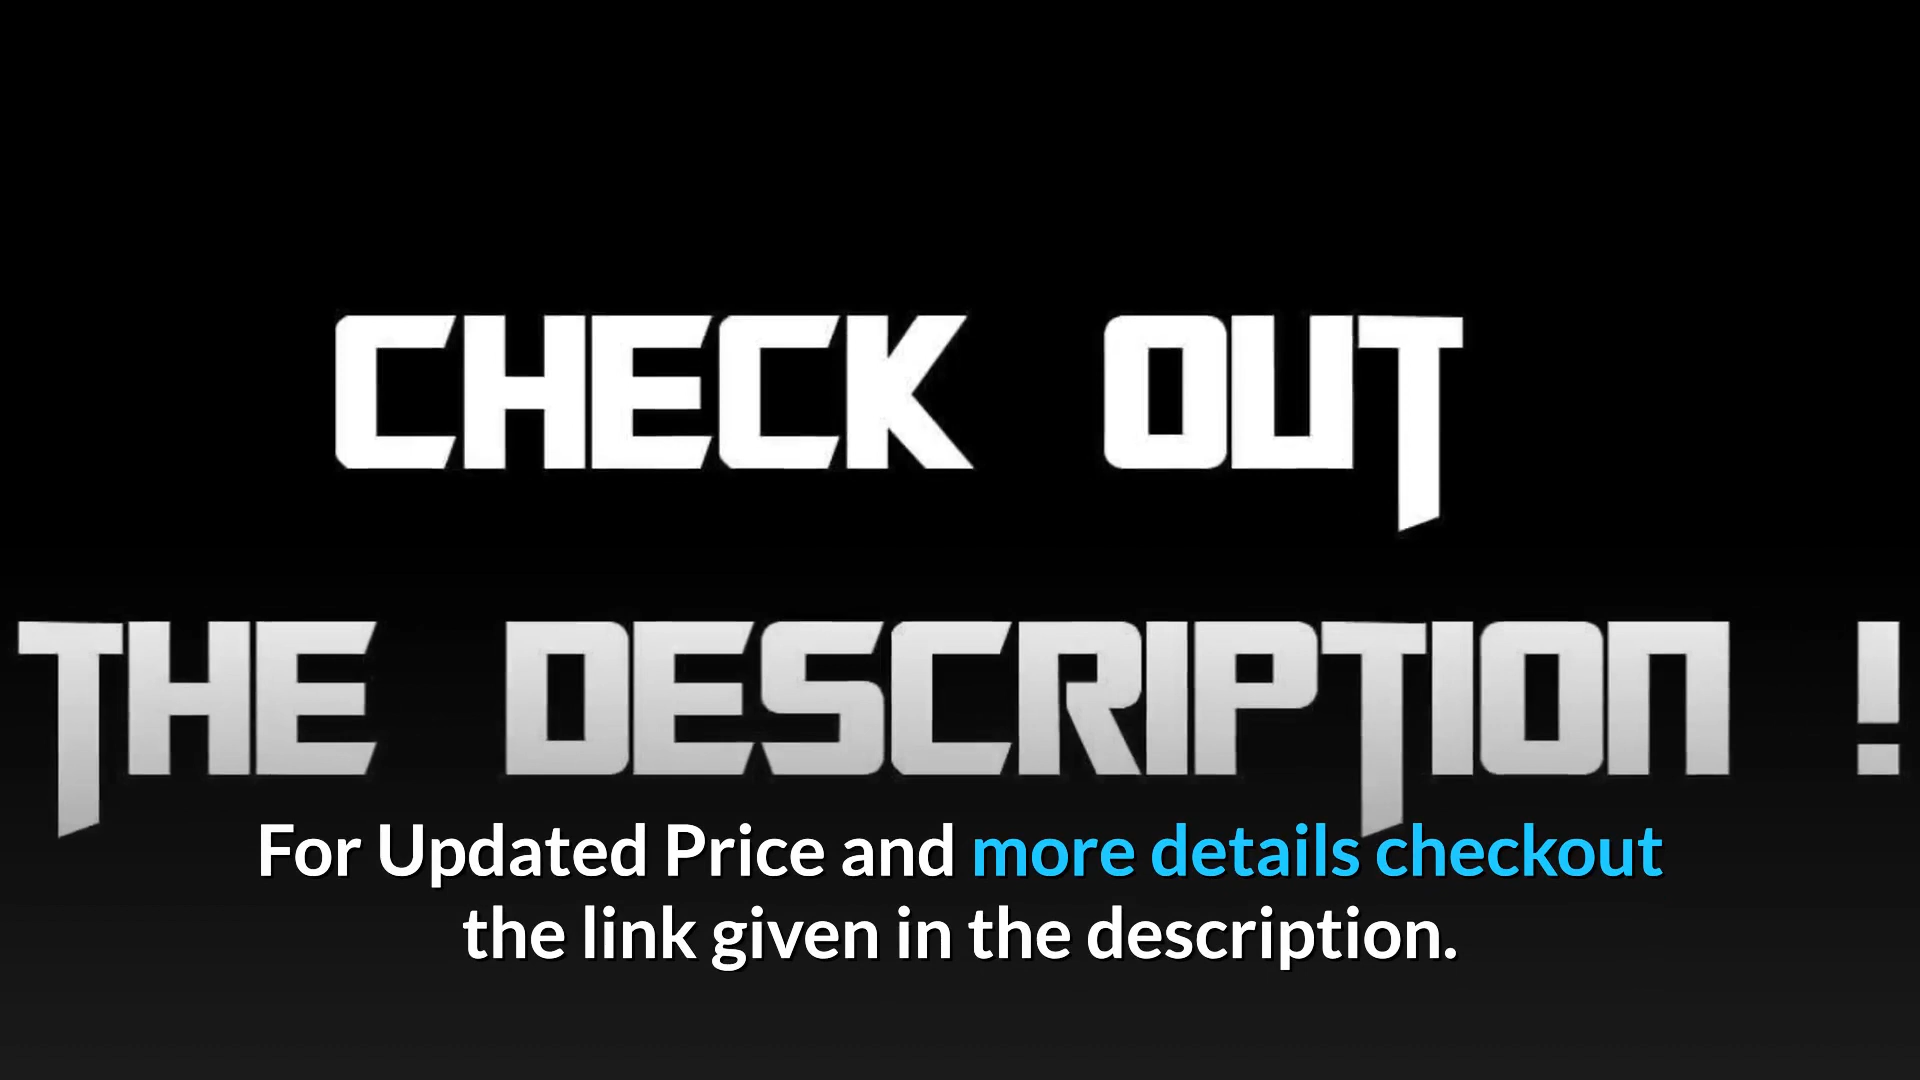 CHECK OUT
THE DESCRIPTION !
For Updated Price and more details checkout
the link given in the description.